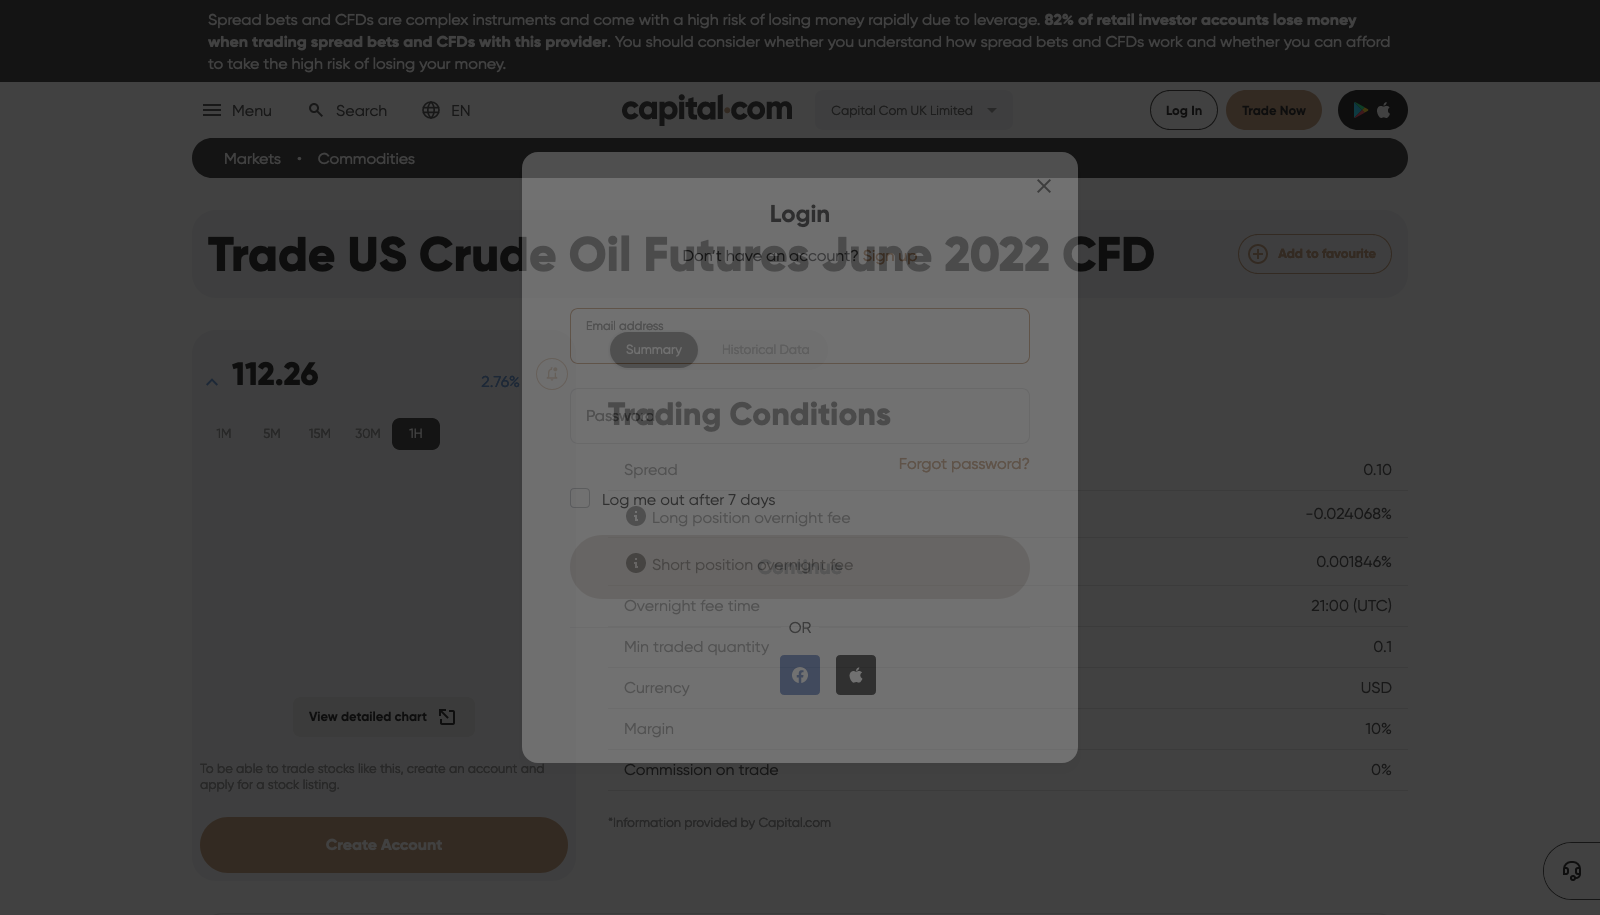 Spread bets and CFDs are complex instruments and come with a high risk of losing money rapidly due to leverage. 82% of retail investor accounts lose money
when trading spread bets and CFDs with this provider. You should consider whether you understand how spread bets and CFDs work and whether you can afford
to take the high risk of losing your money.
Menu Search EN capital.com Capital Com UK Limited Log In Trade Now
Markets • Commodities
Login
Trade US Crude Oil Futures June 2022 CFD
Add to favourite
Don't have an account? Sign up
Email address
Summary Historical Data
112.26 2.76%
1M 5M 15M 30M 1H
Password
Trading Conditions
Forgot password?
Spread 0.10
Log me out after 7 days
Long position overnight fee -0.024068%
Continue
Short position overnight fee 0.001846%
Overnight fee time 21:00 (UTC)
OR
Min traded quantity 0.1
Currency USD
Margin 10%
Commission on trade 0%
View detailed chart
To be able to trade stocks like this, create an account and
apply for a stock listing.
Create Account
*Information provided by Capital.com